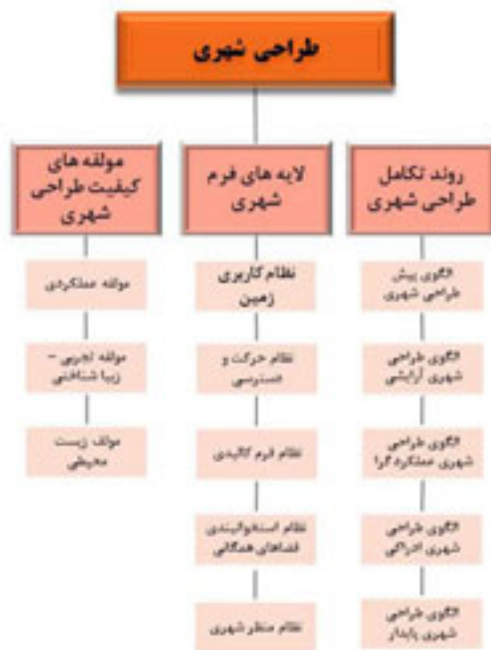 طراحی شهری
روند تکامل
طراحی شهری
الگوی پیش
طراحی شهری
الگوی طراحی
شهری آرایشی
الگوی طراحی
شهری عملکردگرا
الگوی طراحی
شهری ادراکی
الگوی طراحی
شهری پایدار
لایه های فرم
شهری
نظام کاربری
زمین
نظام حرکت و
دسترسی
نظام فرم کالبدی
نظام استخوانبندی
فضاهای همگانی
نظام منظر شهری
مولفه های
کیفیت طراحی
شهری
مولفه عملکردی
مولفه تجربی –
زیبا شناختی
مولف زیست
محیطی